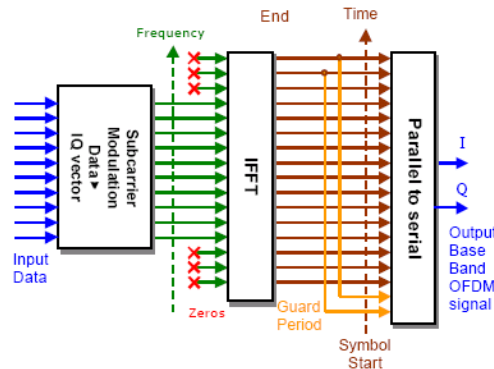 End
Time
Frequency
Subcarrier
Modulation
Data▶
IQ vector
IFFT
Parallel to serial
I
Q
Input
Data
Zeros
Guard
Period
Symbol
Start
Output
Base
Band
OFDM
signal